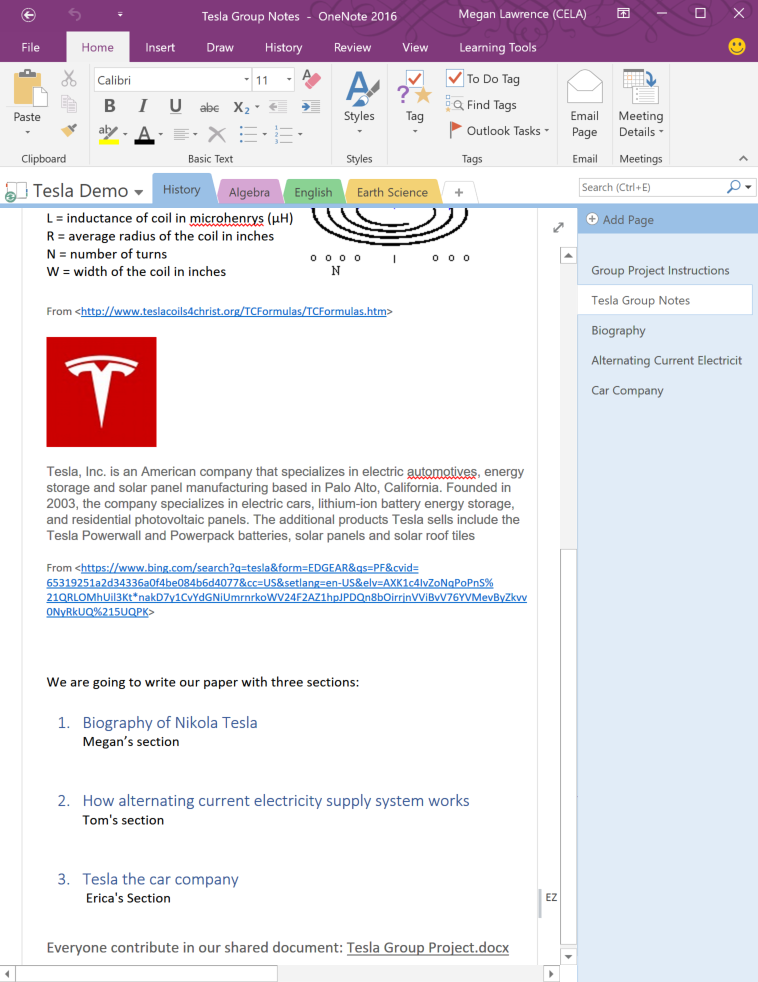 Tesla Group Notes - OneNote 2016
Megan Lawrence (CELA)
File Home Insert Draw History Review View Learning Tools
Paste
Calibri 11
B I U abc X2
ab A
Styles
Tag
To Do Tag
Find Tags
Outlook Tasks
Email Page
Meeting Details
Clipboard Basic Text Styles Tags Email Meetings
Tesla Demo History Algebra English Earth Science +
Search (Ctrl+E)
Add Page
Group Project Instructions
Tesla Group Notes
Biography
Alternating Current Electricit
Car Company
L = inductance of coil in microhenrys (µH)
R = average radius of the coil in inches
N = number of turns
W = width of the coil in inches
o o o o | o o o
N
From <http://www.teslacoils4christ.org/TCFormulas/TCFormulas.htm>
Tesla, Inc. is an American company that specializes in electric automotives, energy
storage and solar panel manufacturing based in Palo Alto, California. Founded in
2003, the company specializes in electric cars, lithium-ion battery energy storage,
and residential photovoltaic panels. The additional products Tesla sells include the
Tesla Powerwall and Powerpack batteries, solar panels and solar roof tiles
From <https://www.bing.com/search?q=tesla&form=EDGEAR&qs=PF&cvid=
65319251a2d34336a0f4be084b6d4077&cc=US&setlang=en-US&elv=AXK1c4IvZoNqPoPnS%
21QRLOMhUil3Kt*nakD7y1CvYdGNiUmrnrkoWV24F2AZ1hpJPDQn8bOirrjnVViBvV76YVMevByZkvv
0NyRkUQ%215UQPK>
We are going to write our paper with three sections:
1. Biography of Nikola Tesla
Megan's section
2. How alternating current electricity supply system works
Tom's section
3. Tesla the car company
Erica's Section
EZ
Everyone contribute in our shared document: Tesla Group Project.docx